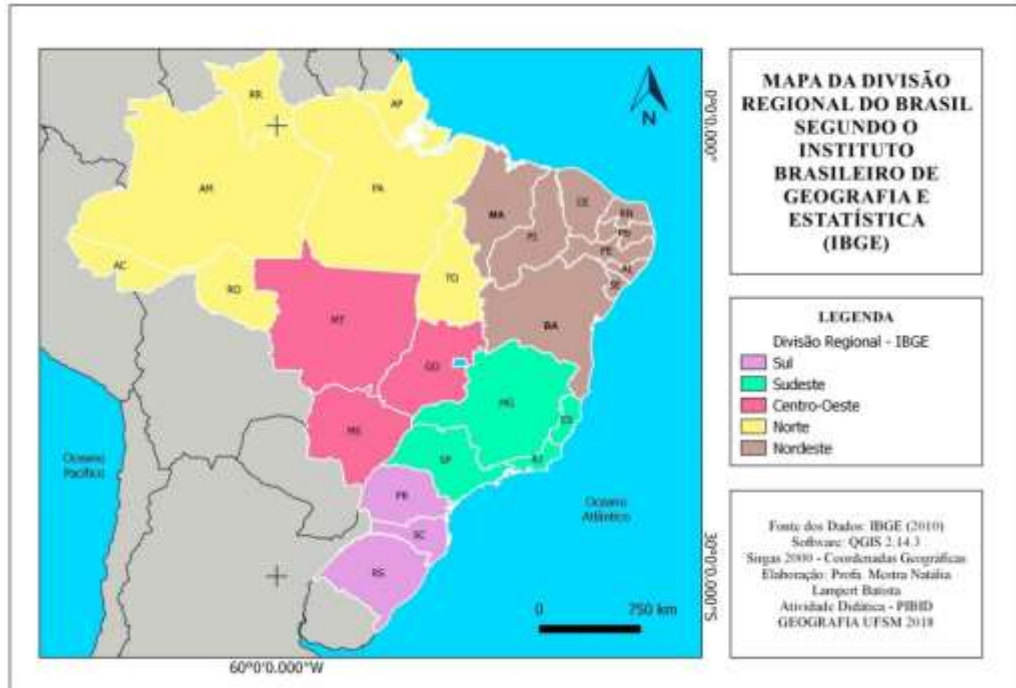 MAPA DA DIVISÃO
REGIONAL DO BRASIL
SEGUNDO O
INSTITUTO
BRASILEIRO DE
GEOGRAFIA E
ESTATÍSTICA
(IBGE)
LEGENDA
Divisão Regional - IBGE
Sul
Sudeste
Centro-Oeste
Norte
Nordeste
Fonte dos Dados: IBGE (2010)
Software: QGIS 2.14.3
Sirgas 2000 - Coordenadas Geográficas
Elaboração: Profa. Mestra Natália
Lampert Batista
Atividade Didática - PIBID
GEOGRAFIA UFSM 2018
N
RR
AP
AM
PA
MA
CE
RN
PB
PI
PE
AL
SE
AC
RO
TO
MT
BA
GO
MG
ES
MS
SP
RJ
PR
SC
RS
Oceano
Pacífico
Oceano
Atlântico
0
750 km
0°0'0.000"
30°0'0.000"S
60°0'0.000"W